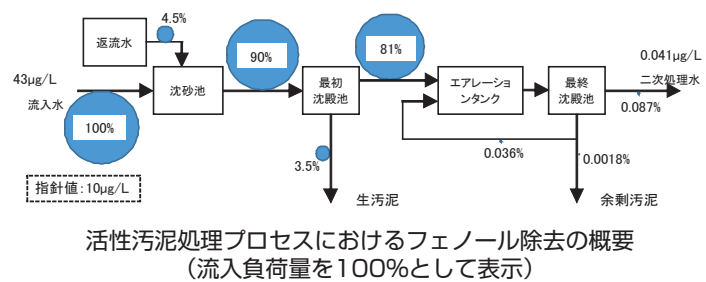 4.5%
返流水
43µg/L
流入水
100%
沈砂池
90%
最初
沈殿池
81%
エアレーショ
ンタンク
最終
沈殿池
0.041µg/L
二次処理水
0.087%
0.036%
0.0018%
3.5%
生汚泥
余剰汚泥
指針値:10µg/L
活性汚泥処理プロセスにおけるフェノール除去の概要
(流入負荷量を100%として表示)